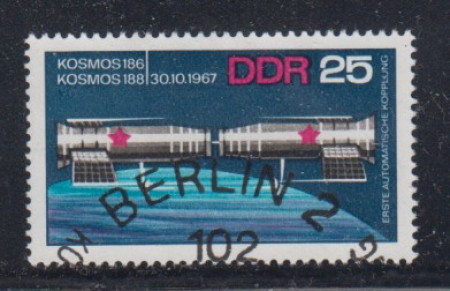 KOSMOS 186
KOSMOS 188 30.10.1967
DDR 25
ERSTE AUTOMATISCHE KOPPLUNG
BERLIN 2
102